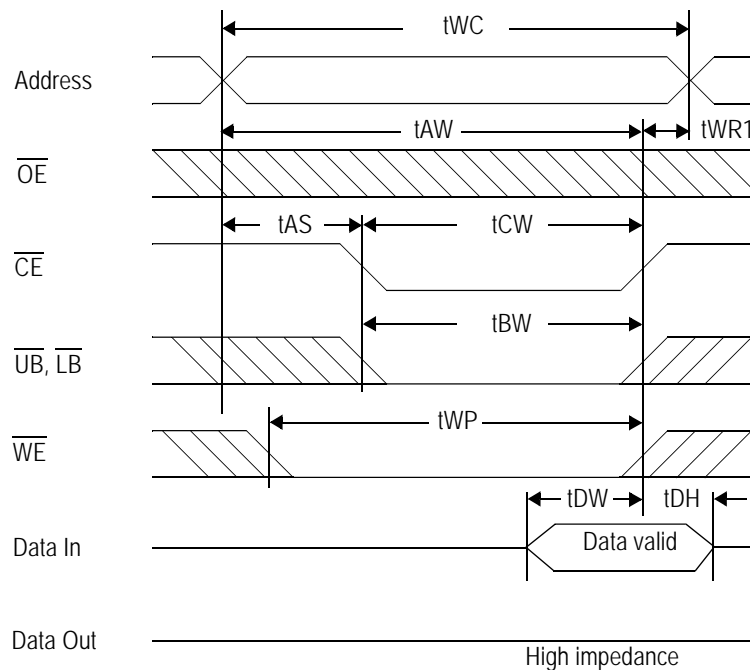 tWC
Address
tAW
tWR1
OE
tAS
tCW
CE
tBW
UB, LB
tWP
WE
tDW
tDH
Data In
Data valid
Data Out
High impedance